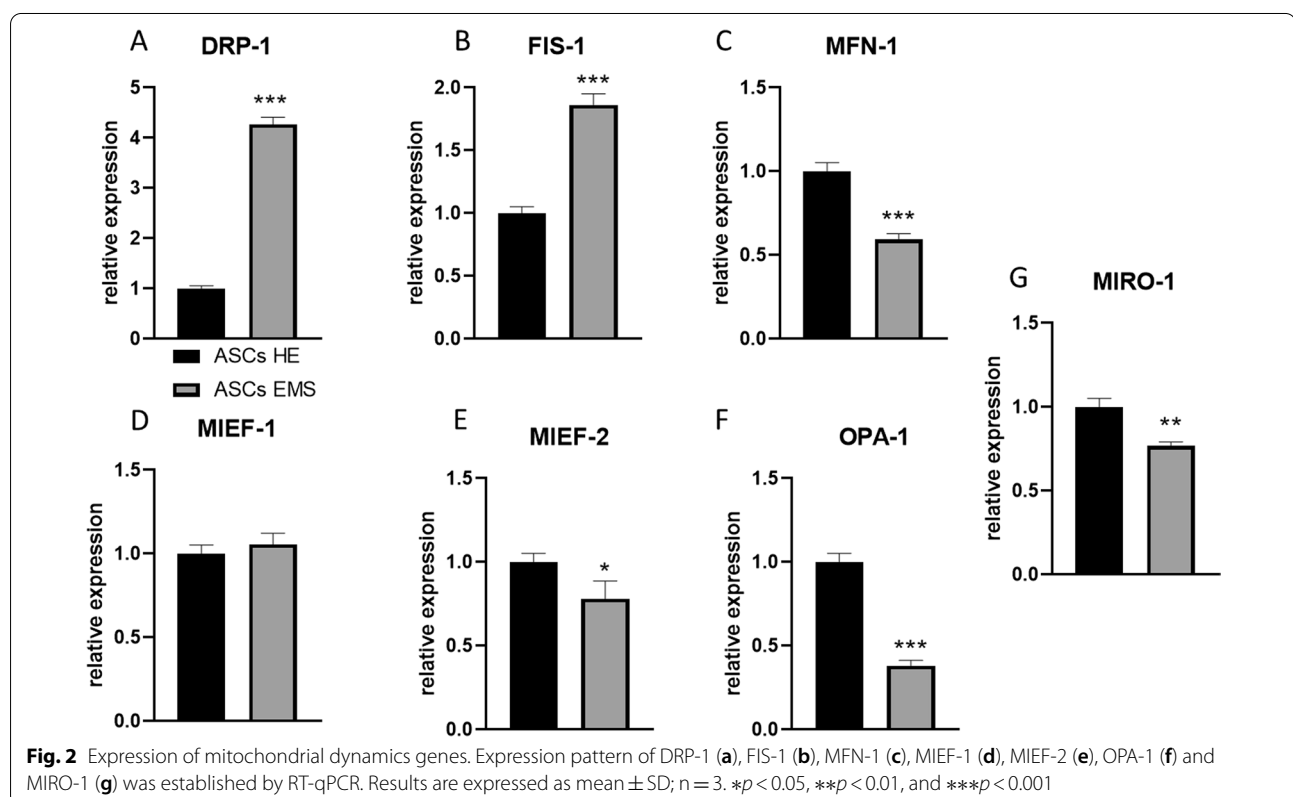 A
DRP-1
relative expression
5
4
3
2
1
0
***
ASCs HE
ASCs EMS
B
FIS-1
relative expression
2.0
1.5
1.0
0.5
0.0
***
C
MFN-1
relative expression
1.5
1.0
0.5
0.0
***
D
MIEF-1
relative expression
1.5
1.0
0.5
0.0
E
MIEF-2
relative expression
1.5
1.0
0.5
0.0
*
F
OPA-1
relative expression
1.5
1.0
0.5
0.0
***
G
MIRO-1
relative expression
1.5
1.0
0.5
0.0
**
Fig. 2 Expression of mitochondrial dynamics genes. Expression pattern of DRP-1 (a), FIS-1 (b), MFN-1 (c), MIEF-1 (d), MIEF-2 (e), OPA-1 (f) and
MIRO-1 (g) was established by RT-qPCR. Results are expressed as mean ± SD; n = 3. *p < 0.05, **p < 0.01, and ***p < 0.001